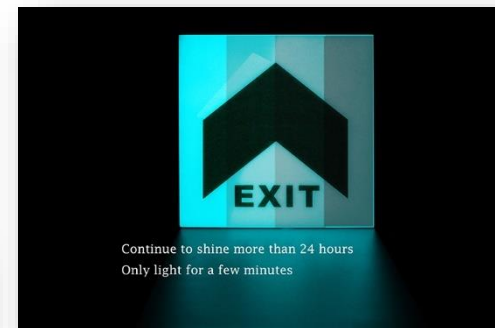 EXIT
Continue to shine more than 24 hours
Only light for a few minutes